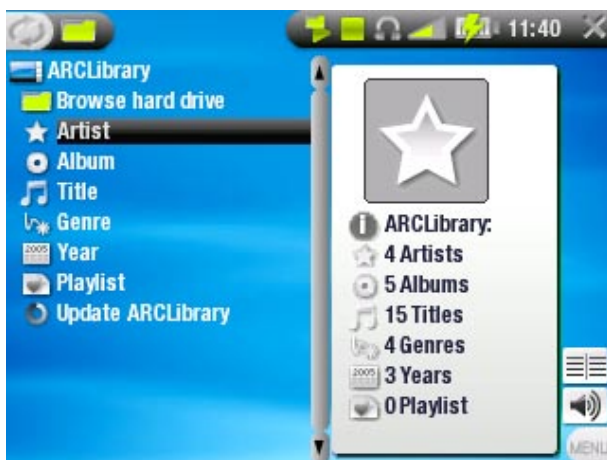 11:40
ARCLibrary
Browse hard drive
Artist
Album
Title
Genre
2005 Year
Playlist
Update ARCLibrary
ARCLibrary:
4 Artists
5 Albums
15 Titles
4 Genres
2005 3 Years
0 Playlist
MENU